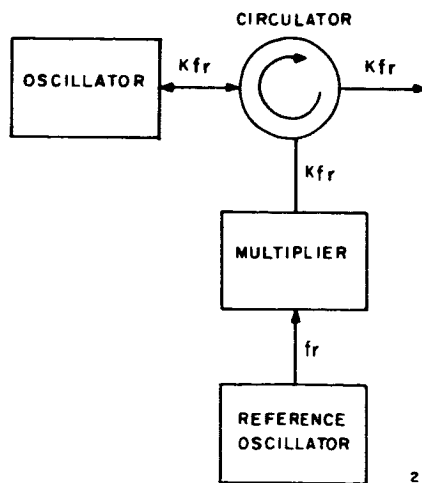 CIRCULATOR
OSCILLATOR
Kfr
Kfr
Kfr
MULTIPLIER
fr
REFERENCE
OSCILLATOR
2